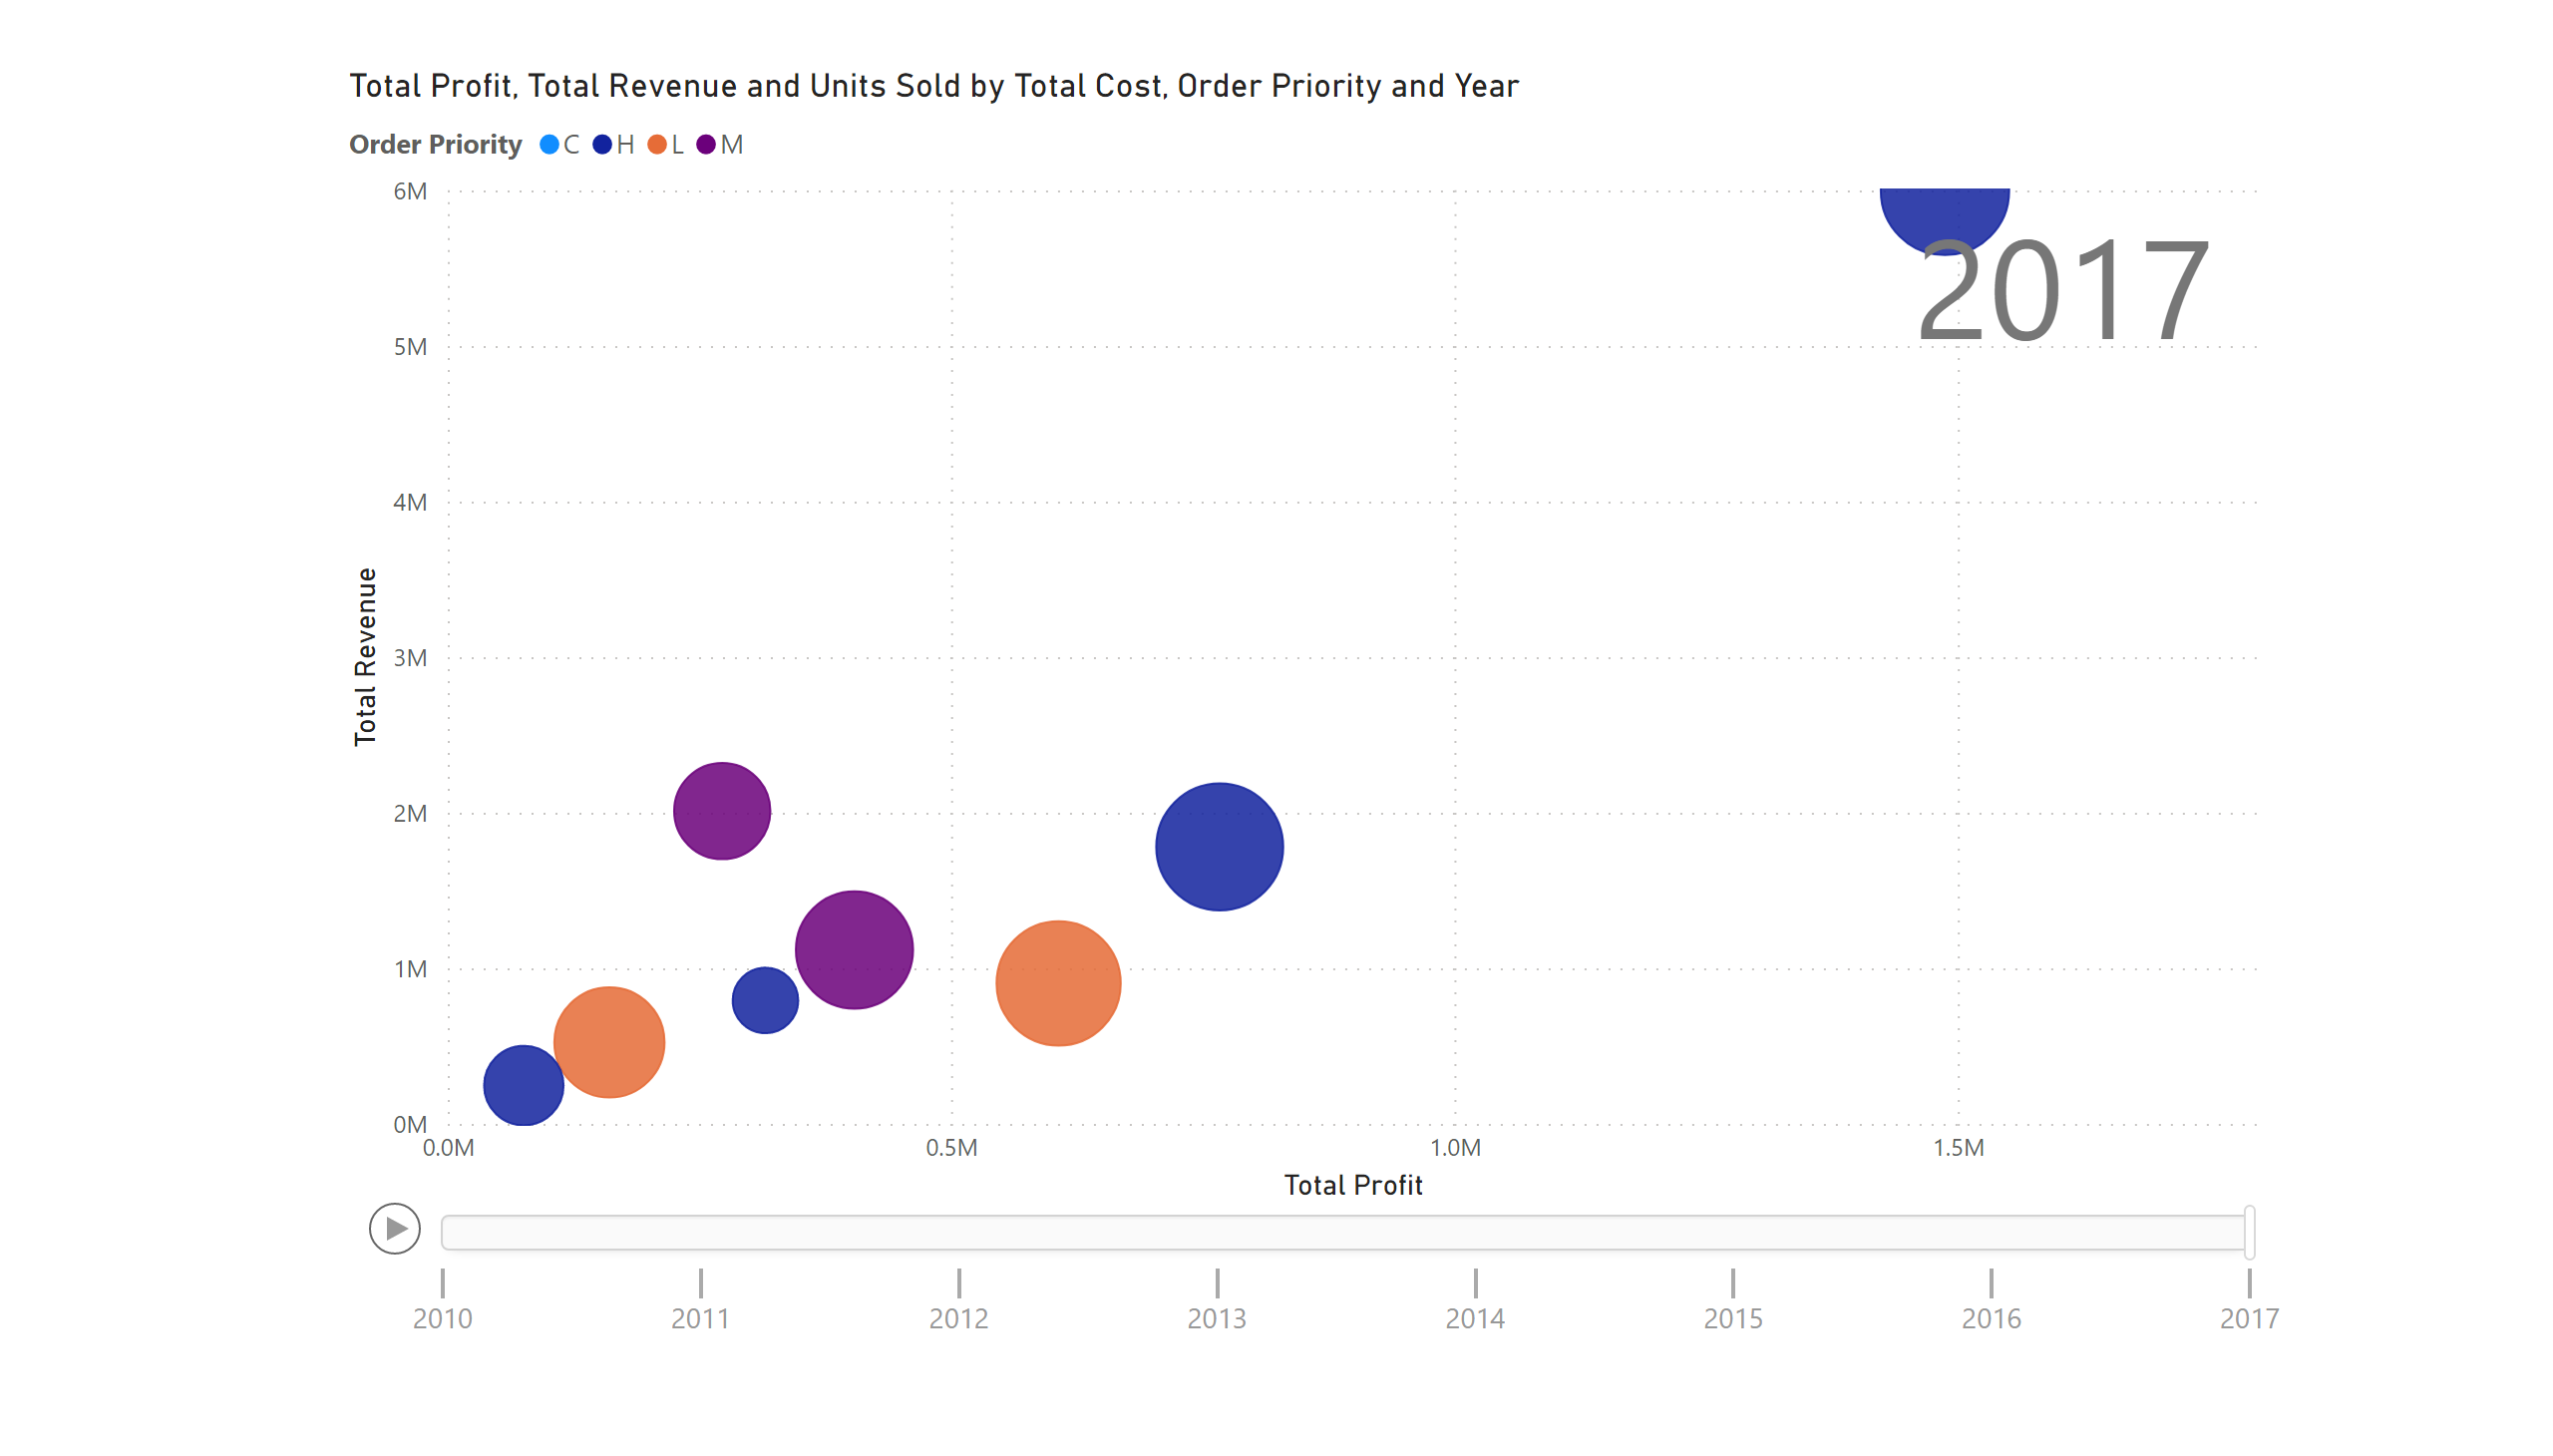 Total Profit, Total Revenue and Units Sold by Total Cost, Order Priority and Year
Order Priority C H L M
6M
2017
5M
4M
3M
2M
1M
0M
Total Revenue
0.0M 0.5M 1.0M 1.5M
Total Profit
2010 2011 2012 2013 2014 2015 2016 2017